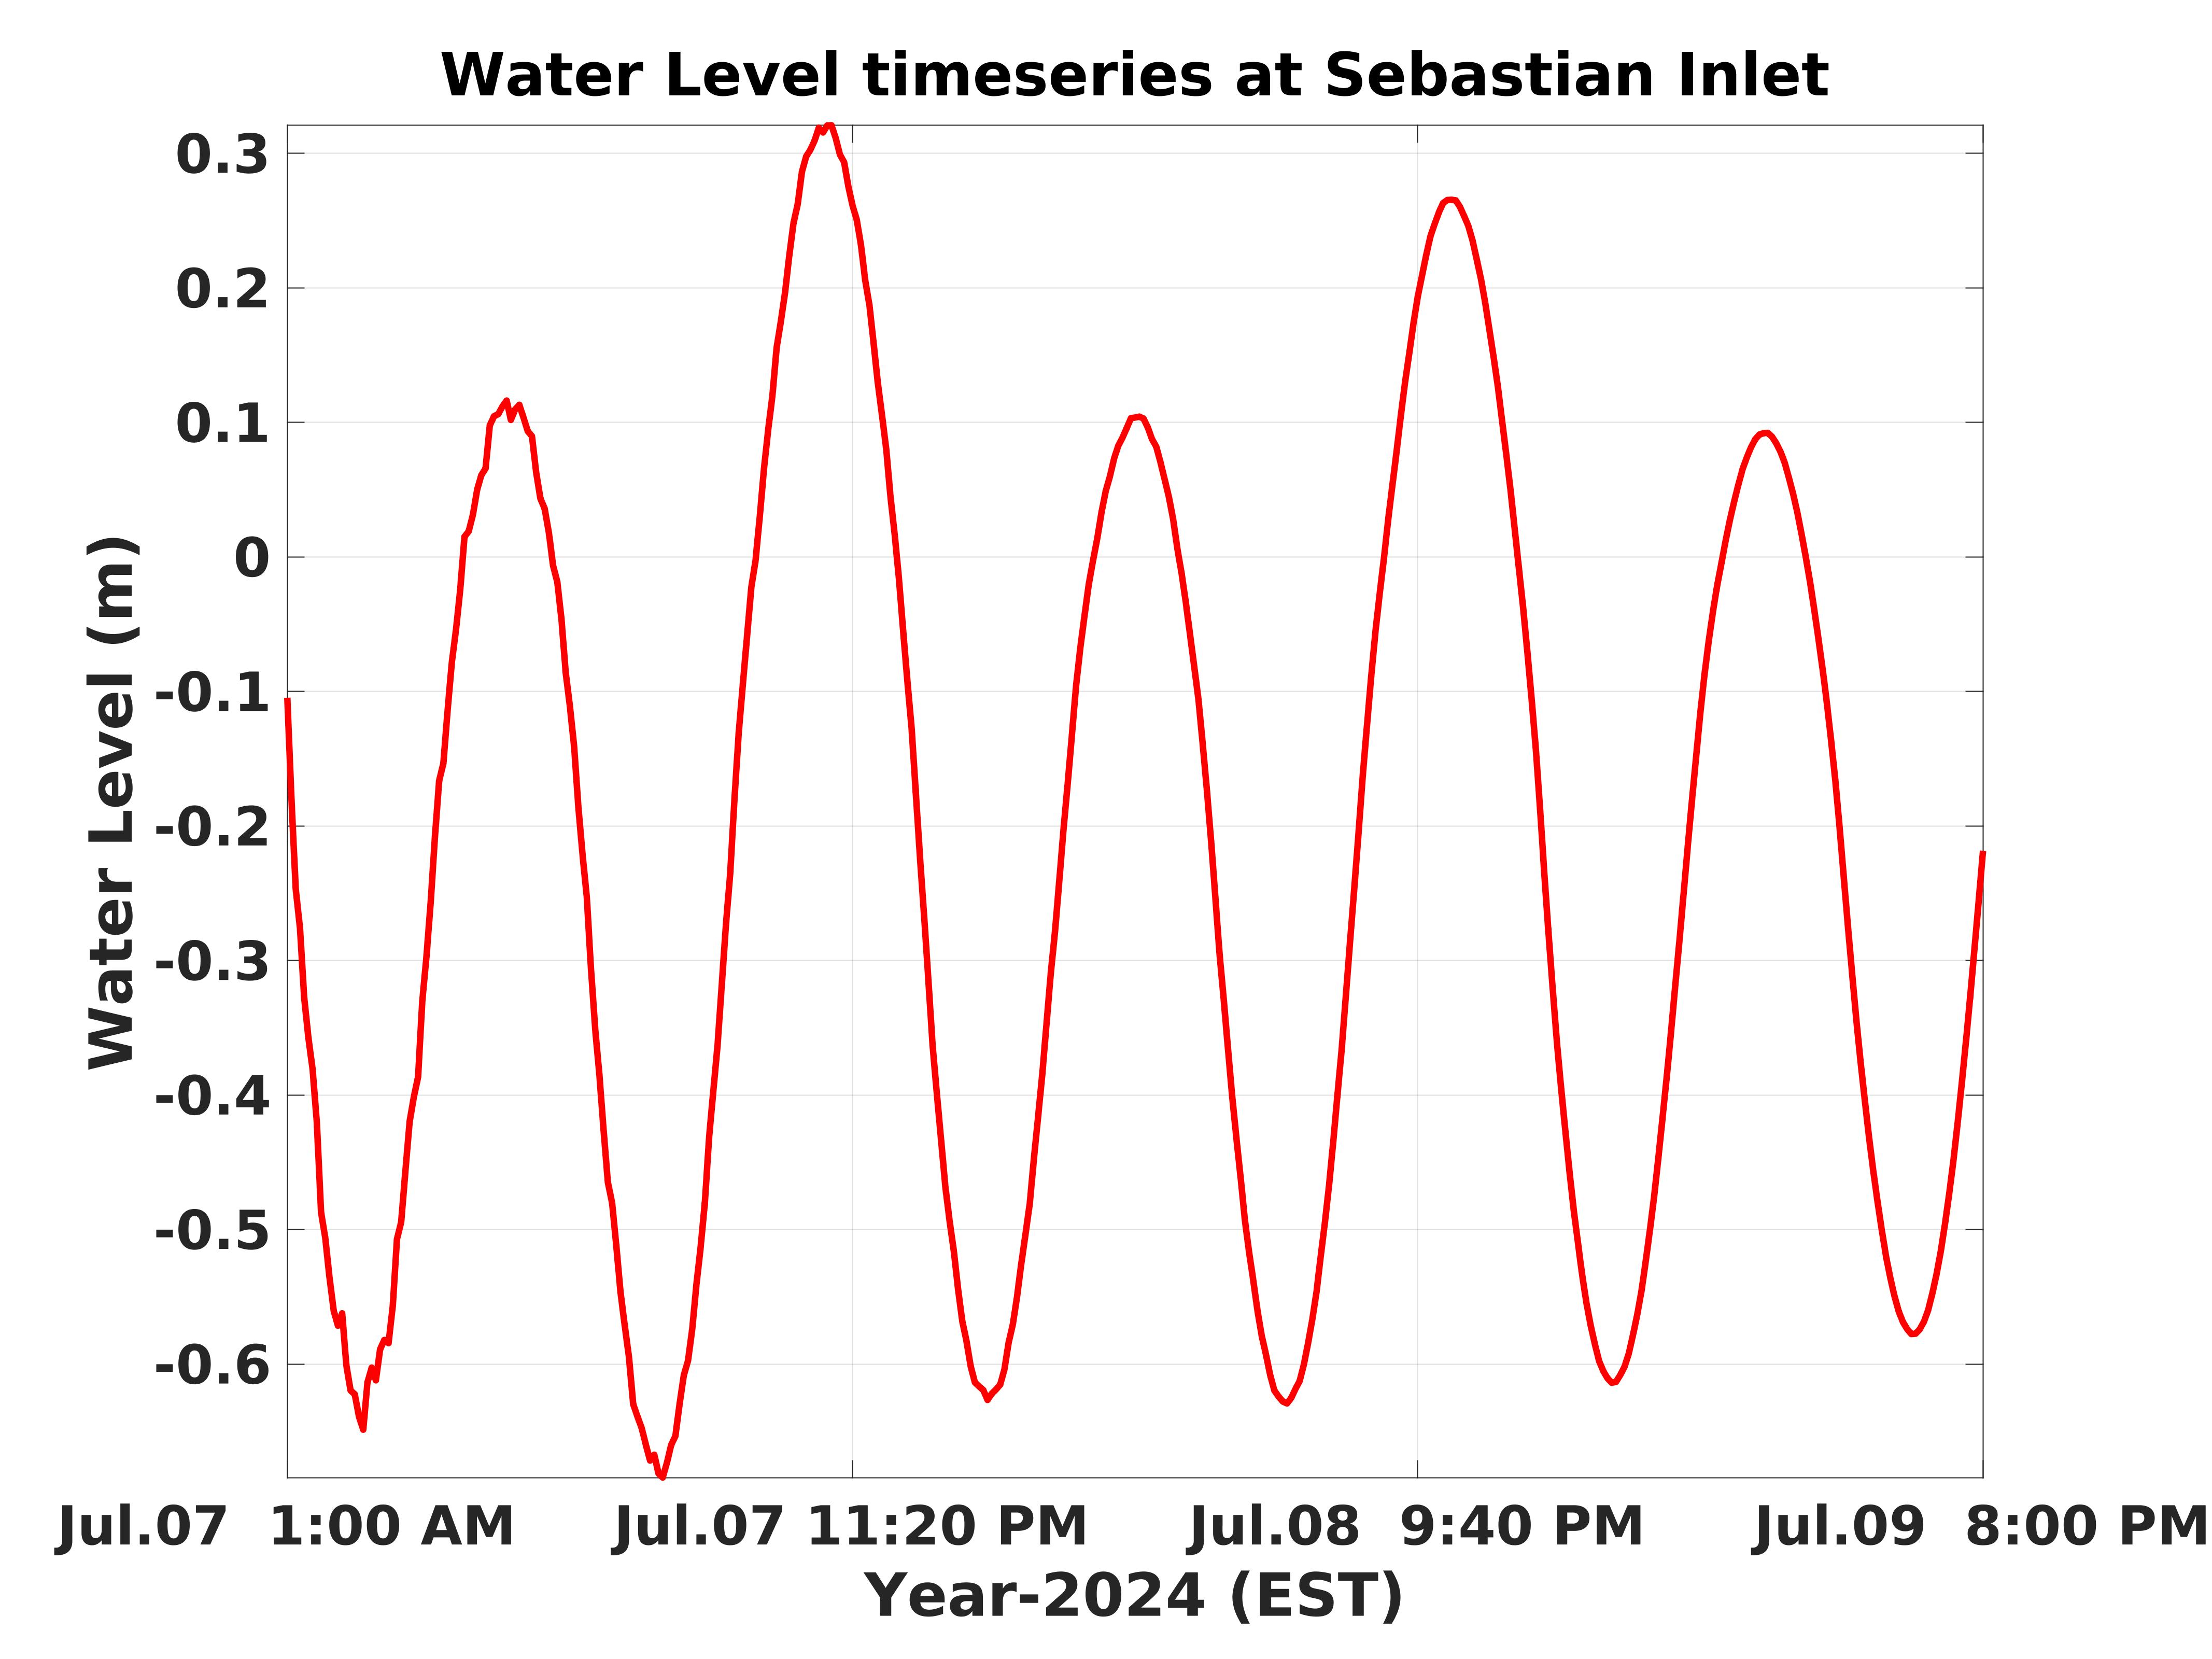 Water Level timeseries at Sebastian Inlet
Water Level (m)
0.3
0.2
0.1
0
-0.1
-0.2
-0.3
-0.4
-0.5
-0.6
Jul.07 1:00 AM
Jul.07 11:20 PM
Jul.08 9:40 PM
Jul.09 8:00 PM
Year-2024 (EST)